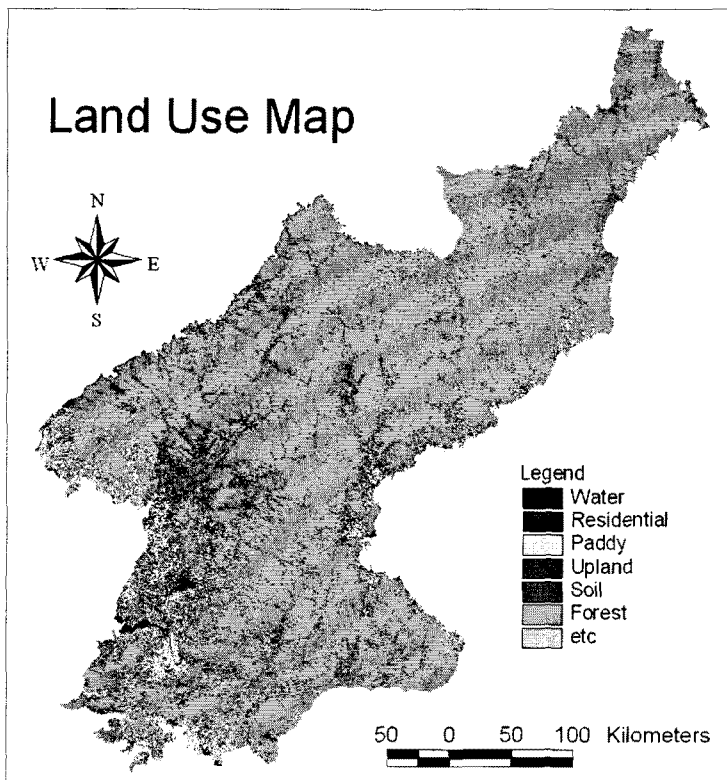 Land Use Map
N
W E
S
Legend
Water
Residential
Paddy
Upland
Soil
Forest
etc
50 0 50 100 Kilometers